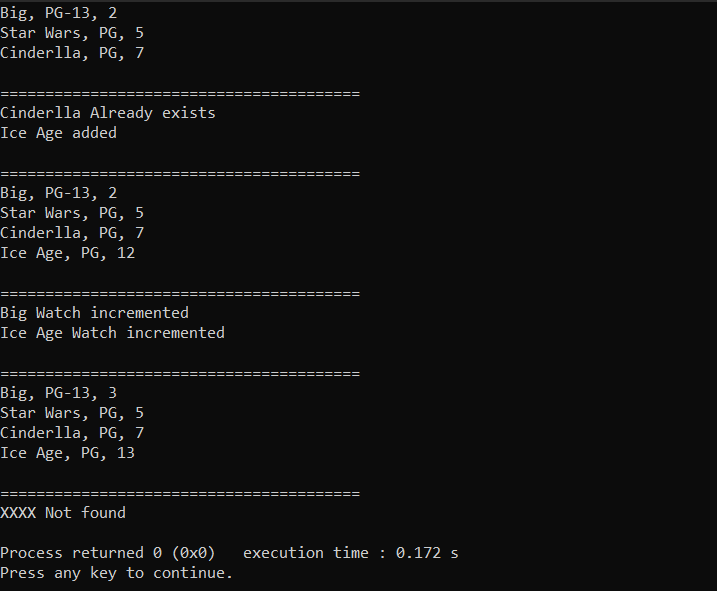 Big, PG-13, 2
Star Wars, PG, 5
Cinderlla, PG, 7
========================================
Cinderlla Already exists
Ice Age added
========================================
Big, PG-13, 2
Star Wars, PG, 5
Cinderlla, PG, 7
Ice Age, PG, 12
========================================
Big Watch incremented
Ice Age Watch incremented
========================================
Big, PG-13, 3
Star Wars, PG, 5
Cinderlla, PG, 7
Ice Age, PG, 13
========================================
XXXX Not found
Process returned 0 (0x0)   execution time : 0.172 s
Press any key to continue.